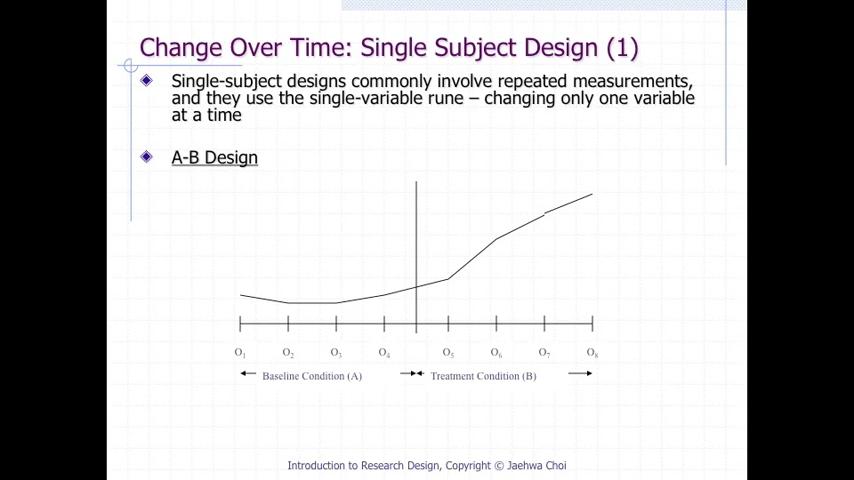 Change Over Time: Single Subject Design (1)
Single-subject designs commonly involve repeated measurements,
and they use the single-variable rune – changing only one variable
at a time
A-B Design
O₁ O₂ O₃ O₄ O₅ O₆ O₇ O₈
Baseline Condition (A) Treatment Condition (B)
Introduction to Research Design, Copyright © Jaehwa Choi